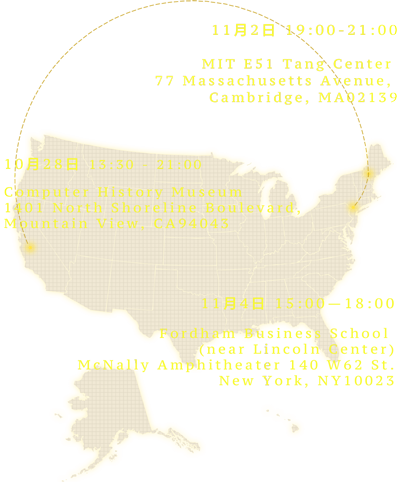 11月2日 19:00-21:00
MIT E51 Tang Center
77 Massachusetts Avenue,
Cambridge, MA02139
10月28日 15:30 - 21:00
Computer History Museum
1401 North Shoreline Boulevard,
Mountain View, CA94043
11月4日 15:00—18:00
Fordham Business School
(near Lincoln Center)
McNally Amphitheater 140 W62 St.
New York, NY10023